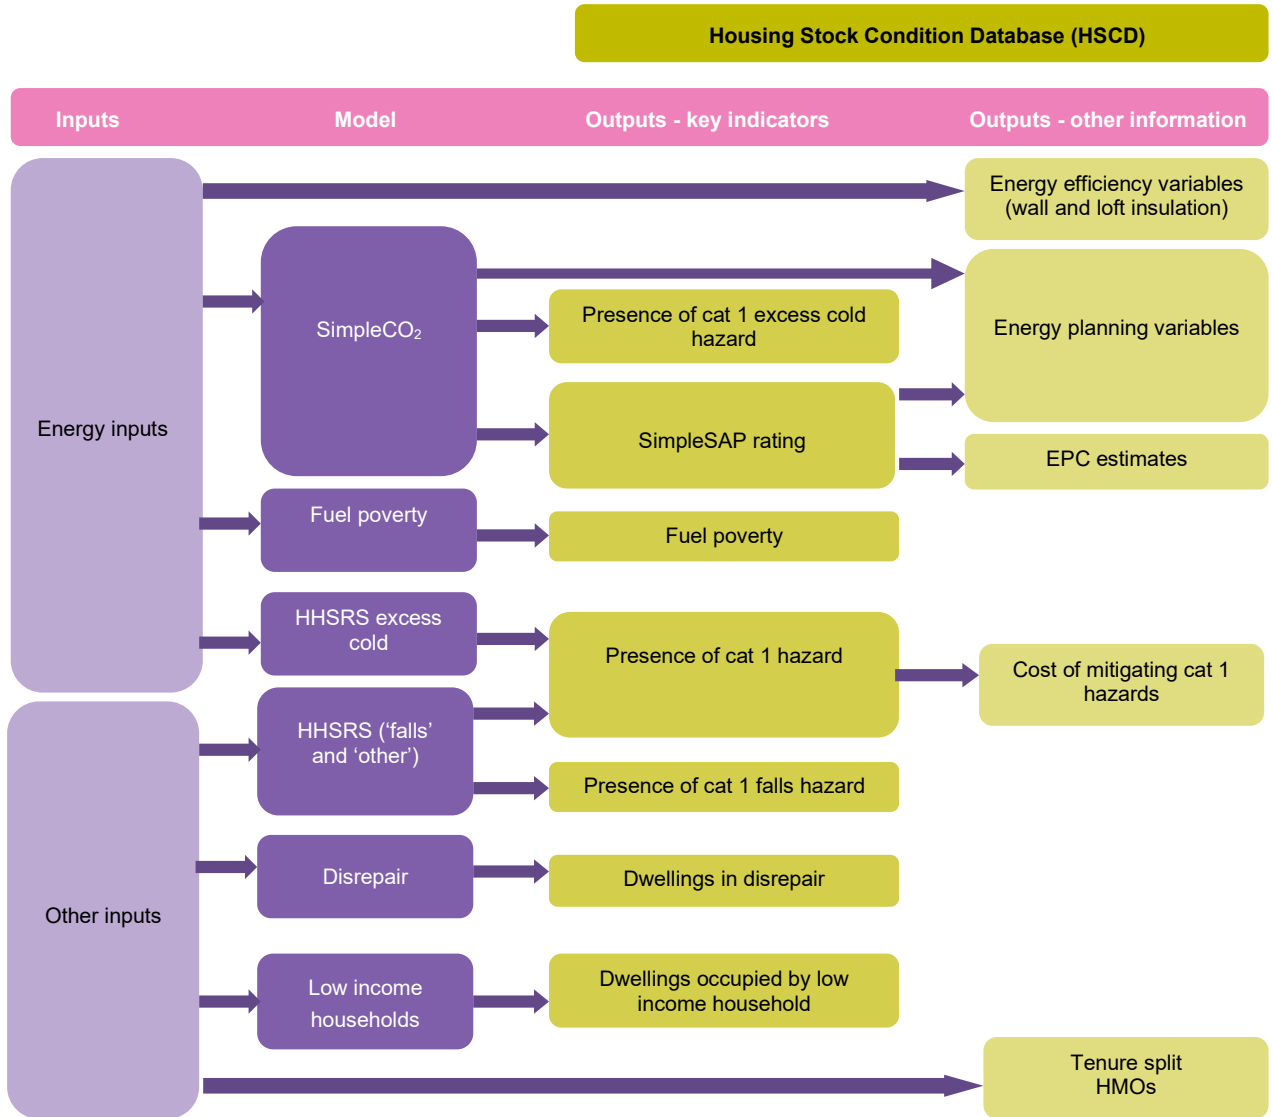 Housing Stock Condition Database (HSCD)
Inputs
Model
Outputs - key indicators
Outputs - other information
Energy inputs
Other inputs
SimpleCO₂
Fuel poverty
HHSRS excess
cold
HHSRS (‘falls’
and ‘other’)
Disrepair
Low income
households
Presence of cat 1 excess cold
hazard
SimpleSAP rating
Fuel poverty
Presence of cat 1 hazard
Presence of cat 1 falls hazard
Dwellings in disrepair
Dwellings occupied by low
income household
Energy efficiency variables
(wall and loft insulation)
Energy planning variables
EPC estimates
Cost of mitigating cat 1
hazards
Tenure split
HMOs